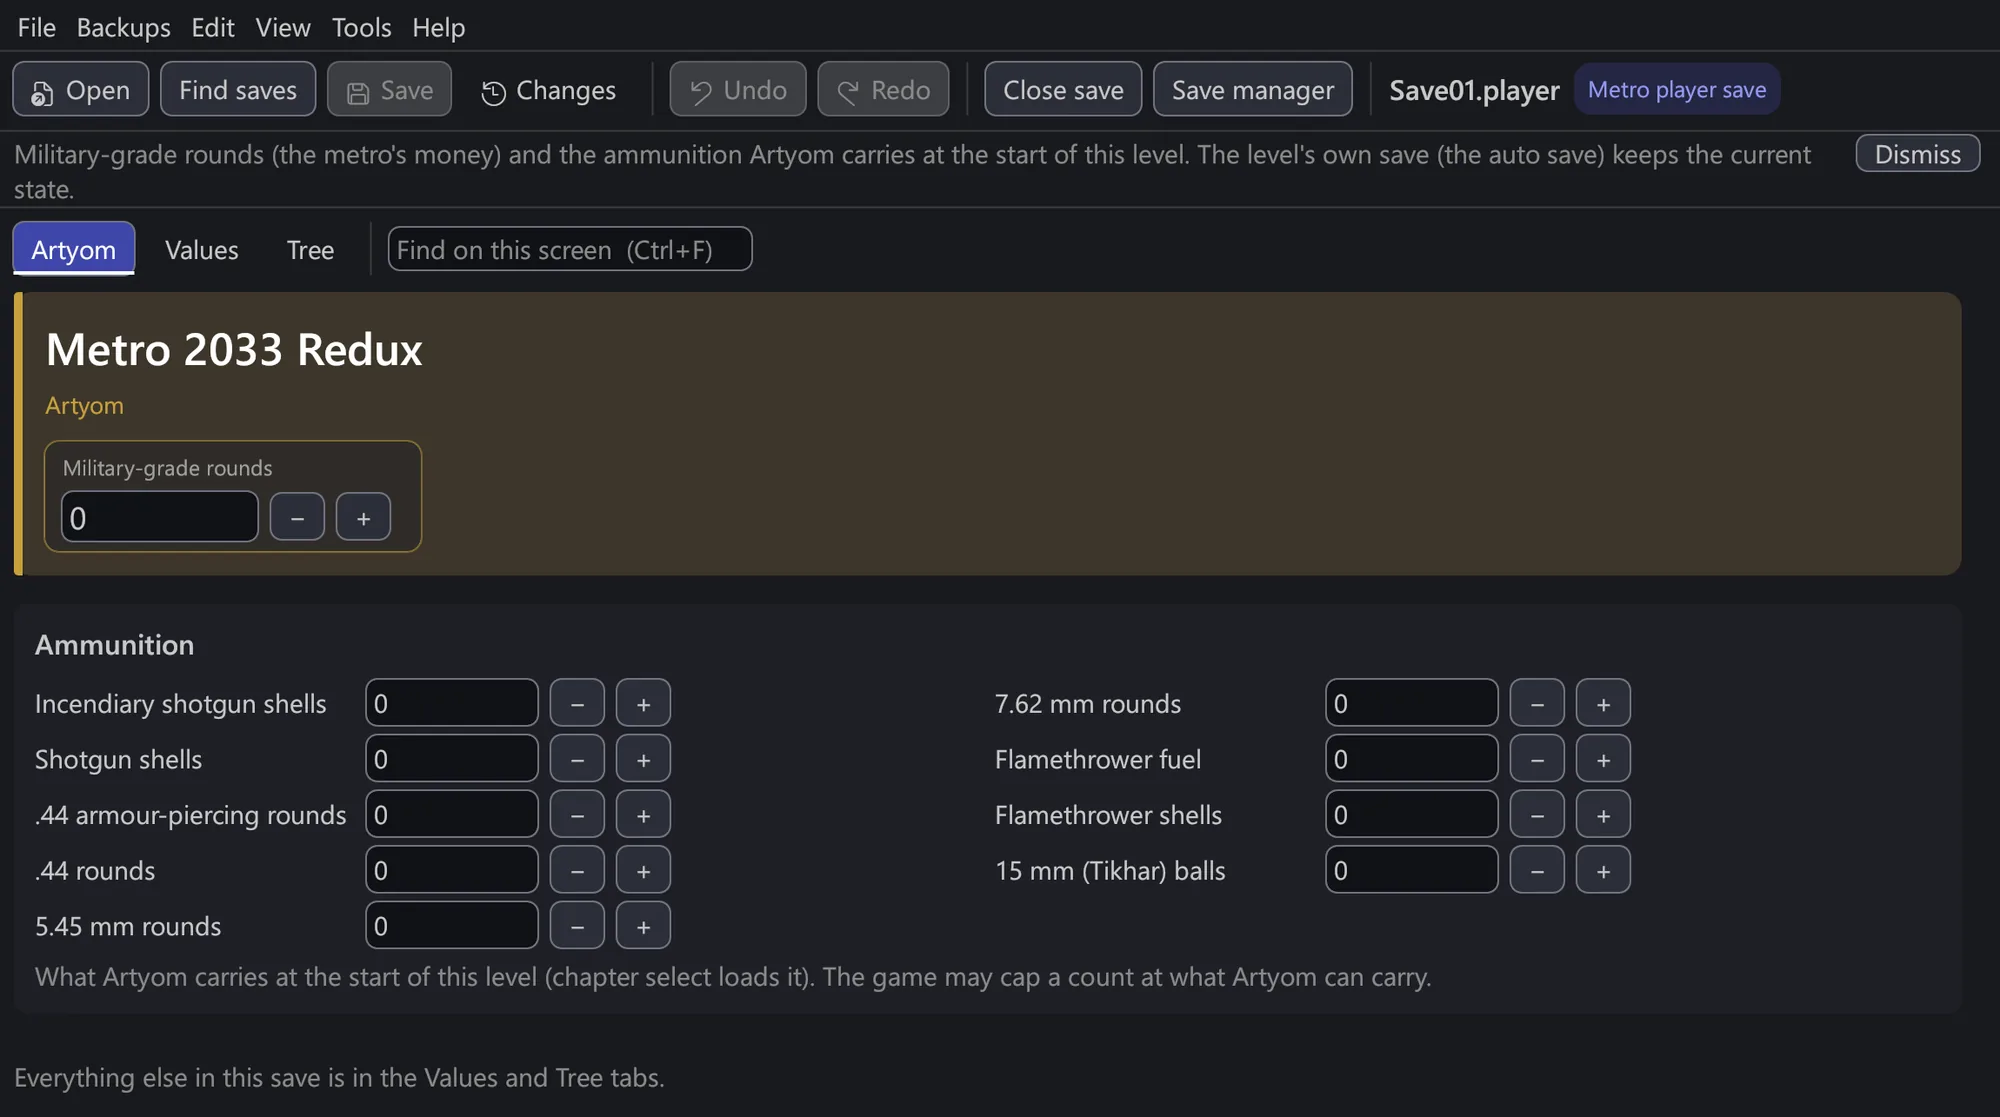 File Backups Edit View Tools Help
Open Find saves Save Changes Undo Redo Close save Save manager Save01.player Metro player save
Military-grade rounds (the metro's money) and the ammunition Artyom carries at the start of this level. The level's own save (the auto save) keeps the current
state.
Dismiss
Artyom Values Tree Find on this screen (Ctrl+F)
Metro 2033 Redux
Artyom
Military-grade rounds
0 − +
Ammunition
Incendiary shotgun shells 0 − +
Shotgun shells 0 − +
.44 armour-piercing rounds 0 − +
.44 rounds 0 − +
5.45 mm rounds 0 − +
7.62 mm rounds 0 − +
Flamethrower fuel 0 − +
Flamethrower shells 0 − +
15 mm (Tikhar) balls 0 − +
What Artyom carries at the start of this level (chapter select loads it). The game may cap a count at what Artyom can carry.
Everything else in this save is in the Values and Tree tabs.